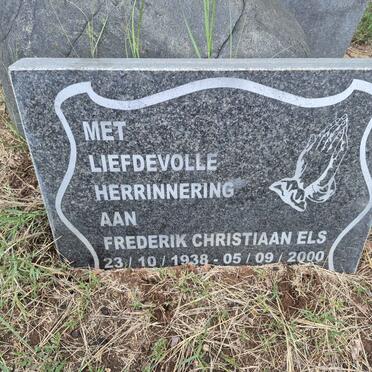 MET
LIEFDEVOLLE
HERRINNERING
AAN
FREDERIK CHRISTIAAN ELS
23 / 10 / 1938 - 05 / 09 / 2000